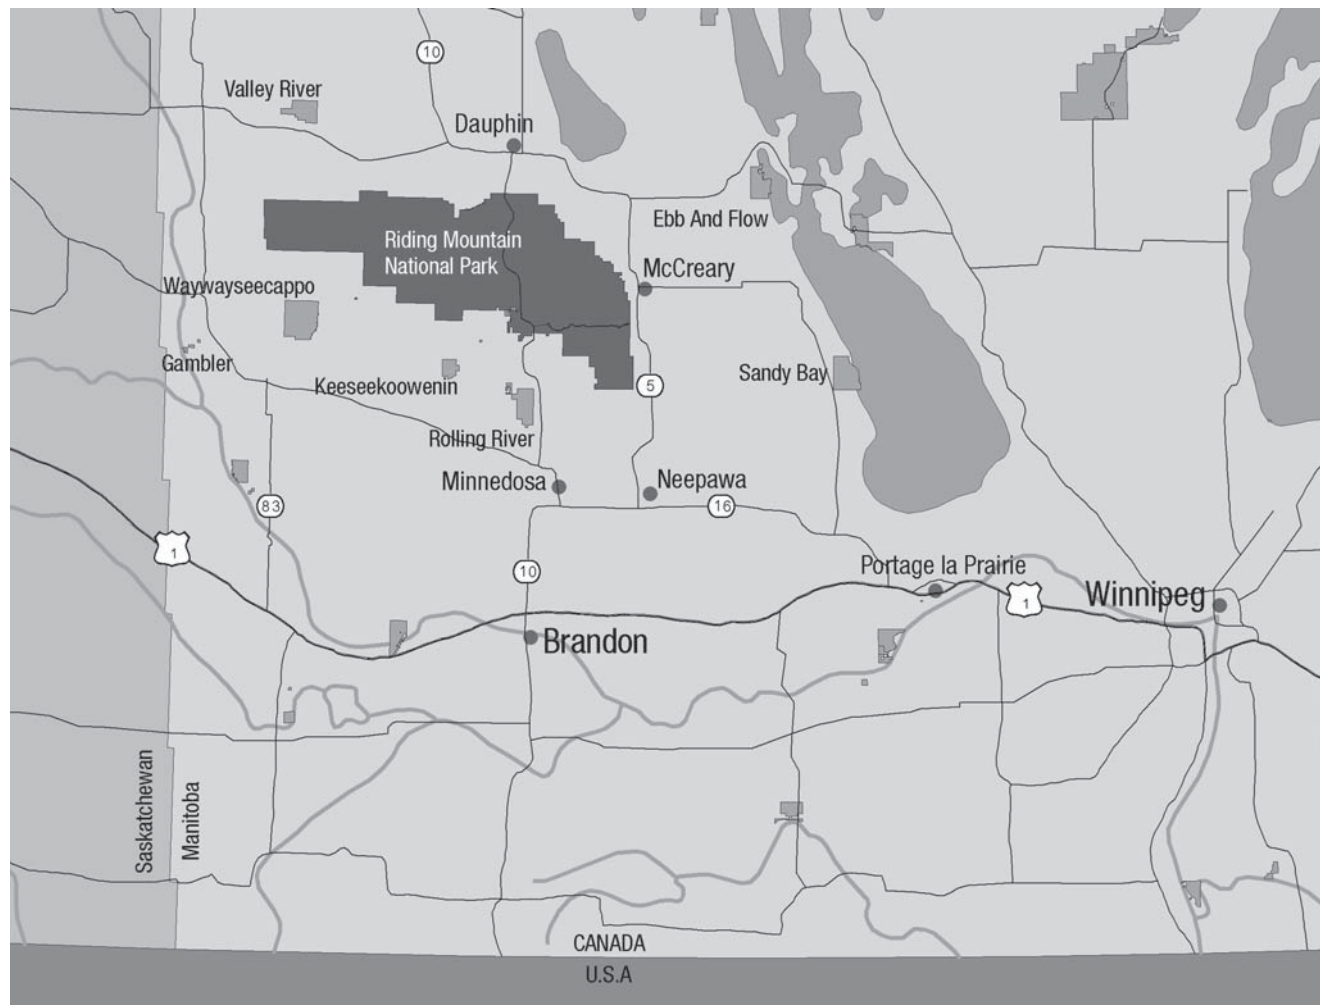 10
Valley River
Dauphin
Ebb And Flow
Riding Mountain
National Park
McCreary
Waywayseecappo
Gambler
Keeseekoowenin
5
Sandy Bay
Rolling River
Minnedosa
Neepawa
83
16
1
10
Portage la Prairie
1
Winnipeg
Brandon
Saskatchewan
Manitoba
CANADA
U.S.A